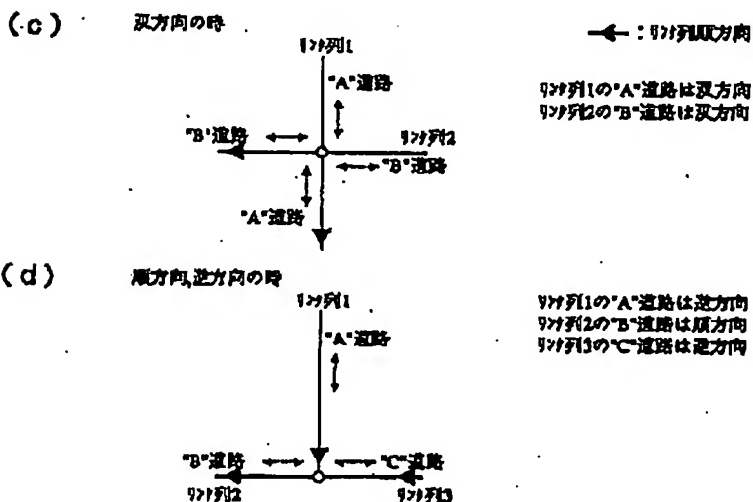 (c) 双方向の時
←:リンク列順方向
リンク列1
"A"道路
リンク列1の"A"道路は双方向
リンク列2の"B"道路は双方向
"B"道路
リンク列2
"B"道路
"A"道路
(d) 順方向,逆方向の時
リンク列1
"A"道路
リンク列1の"A"道路は逆方向
リンク列2の"B"道路は順方向
リンク列3の"C"道路は逆方向
"B"道路
"C"道路
リンク列2
リンク列3